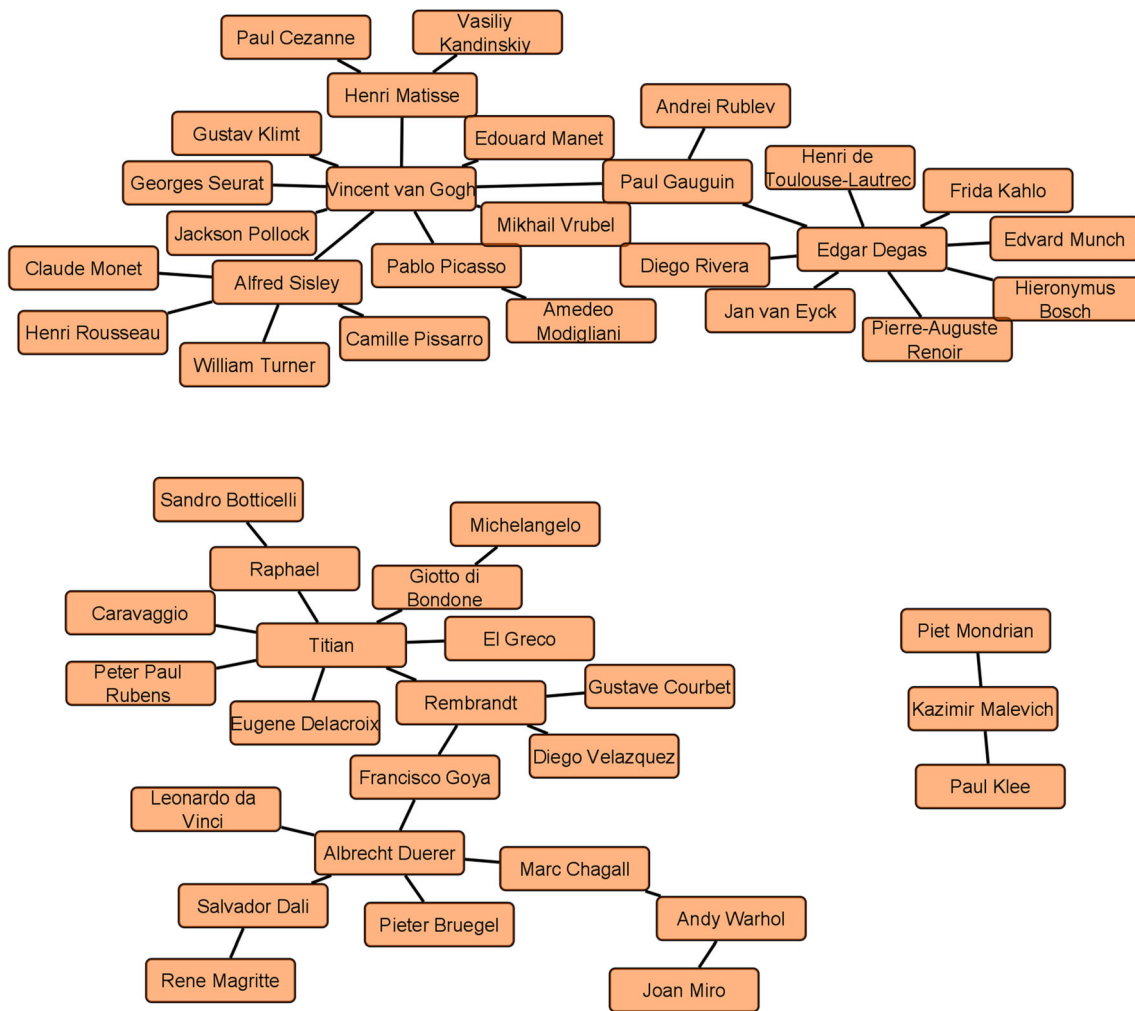 Paul Cezanne
Vasiliy
Kandinskiy
Henri Matisse
Andrei Rublev
Gustav Klimt
Edouard Manet
Henri de
Toulouse-Lautrec
Georges Seurat
Vincent van Gogh
Paul Gauguin
Frida Kahlo
Jackson Pollock
Mikhail Vrubel
Edgar Degas
Edvard Munch
Claude Monet
Alfred Sisley
Pablo Picasso
Diego Rivera
Hieronymus
Bosch
Henri Rousseau
Camille Pissarro
Amedeo
Modigliani
Jan van Eyck
Pierre-Auguste
Renoir
William Turner
Sandro Botticelli
Michelangelo
Raphael
Giotto di
Bondone
Caravaggio
Titian
El Greco
Piet Mondrian
Peter Paul
Rubens
Eugene Delacroix
Rembrandt
Gustave Courbet
Kazimir Malevich
Diego Velazquez
Francisco Goya
Paul Klee
Leonardo da
Vinci
Albrecht Duerer
Marc Chagall
Salvador Dali
Pieter Bruegel
Andy Warhol
Rene Magritte
Joan Miro